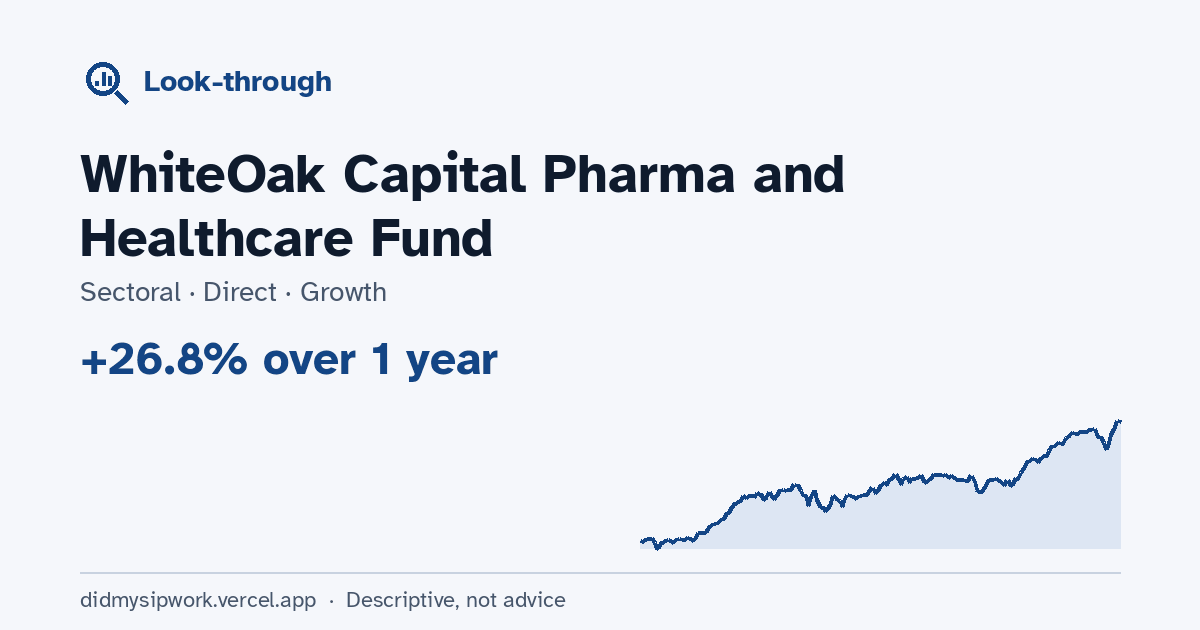 Look-through
WhiteOak Capital Pharma and
Healthcare Fund
Sectoral · Direct · Growth
+26.8% over 1 year
didmysipwork.vercel.app · Descriptive, not advice